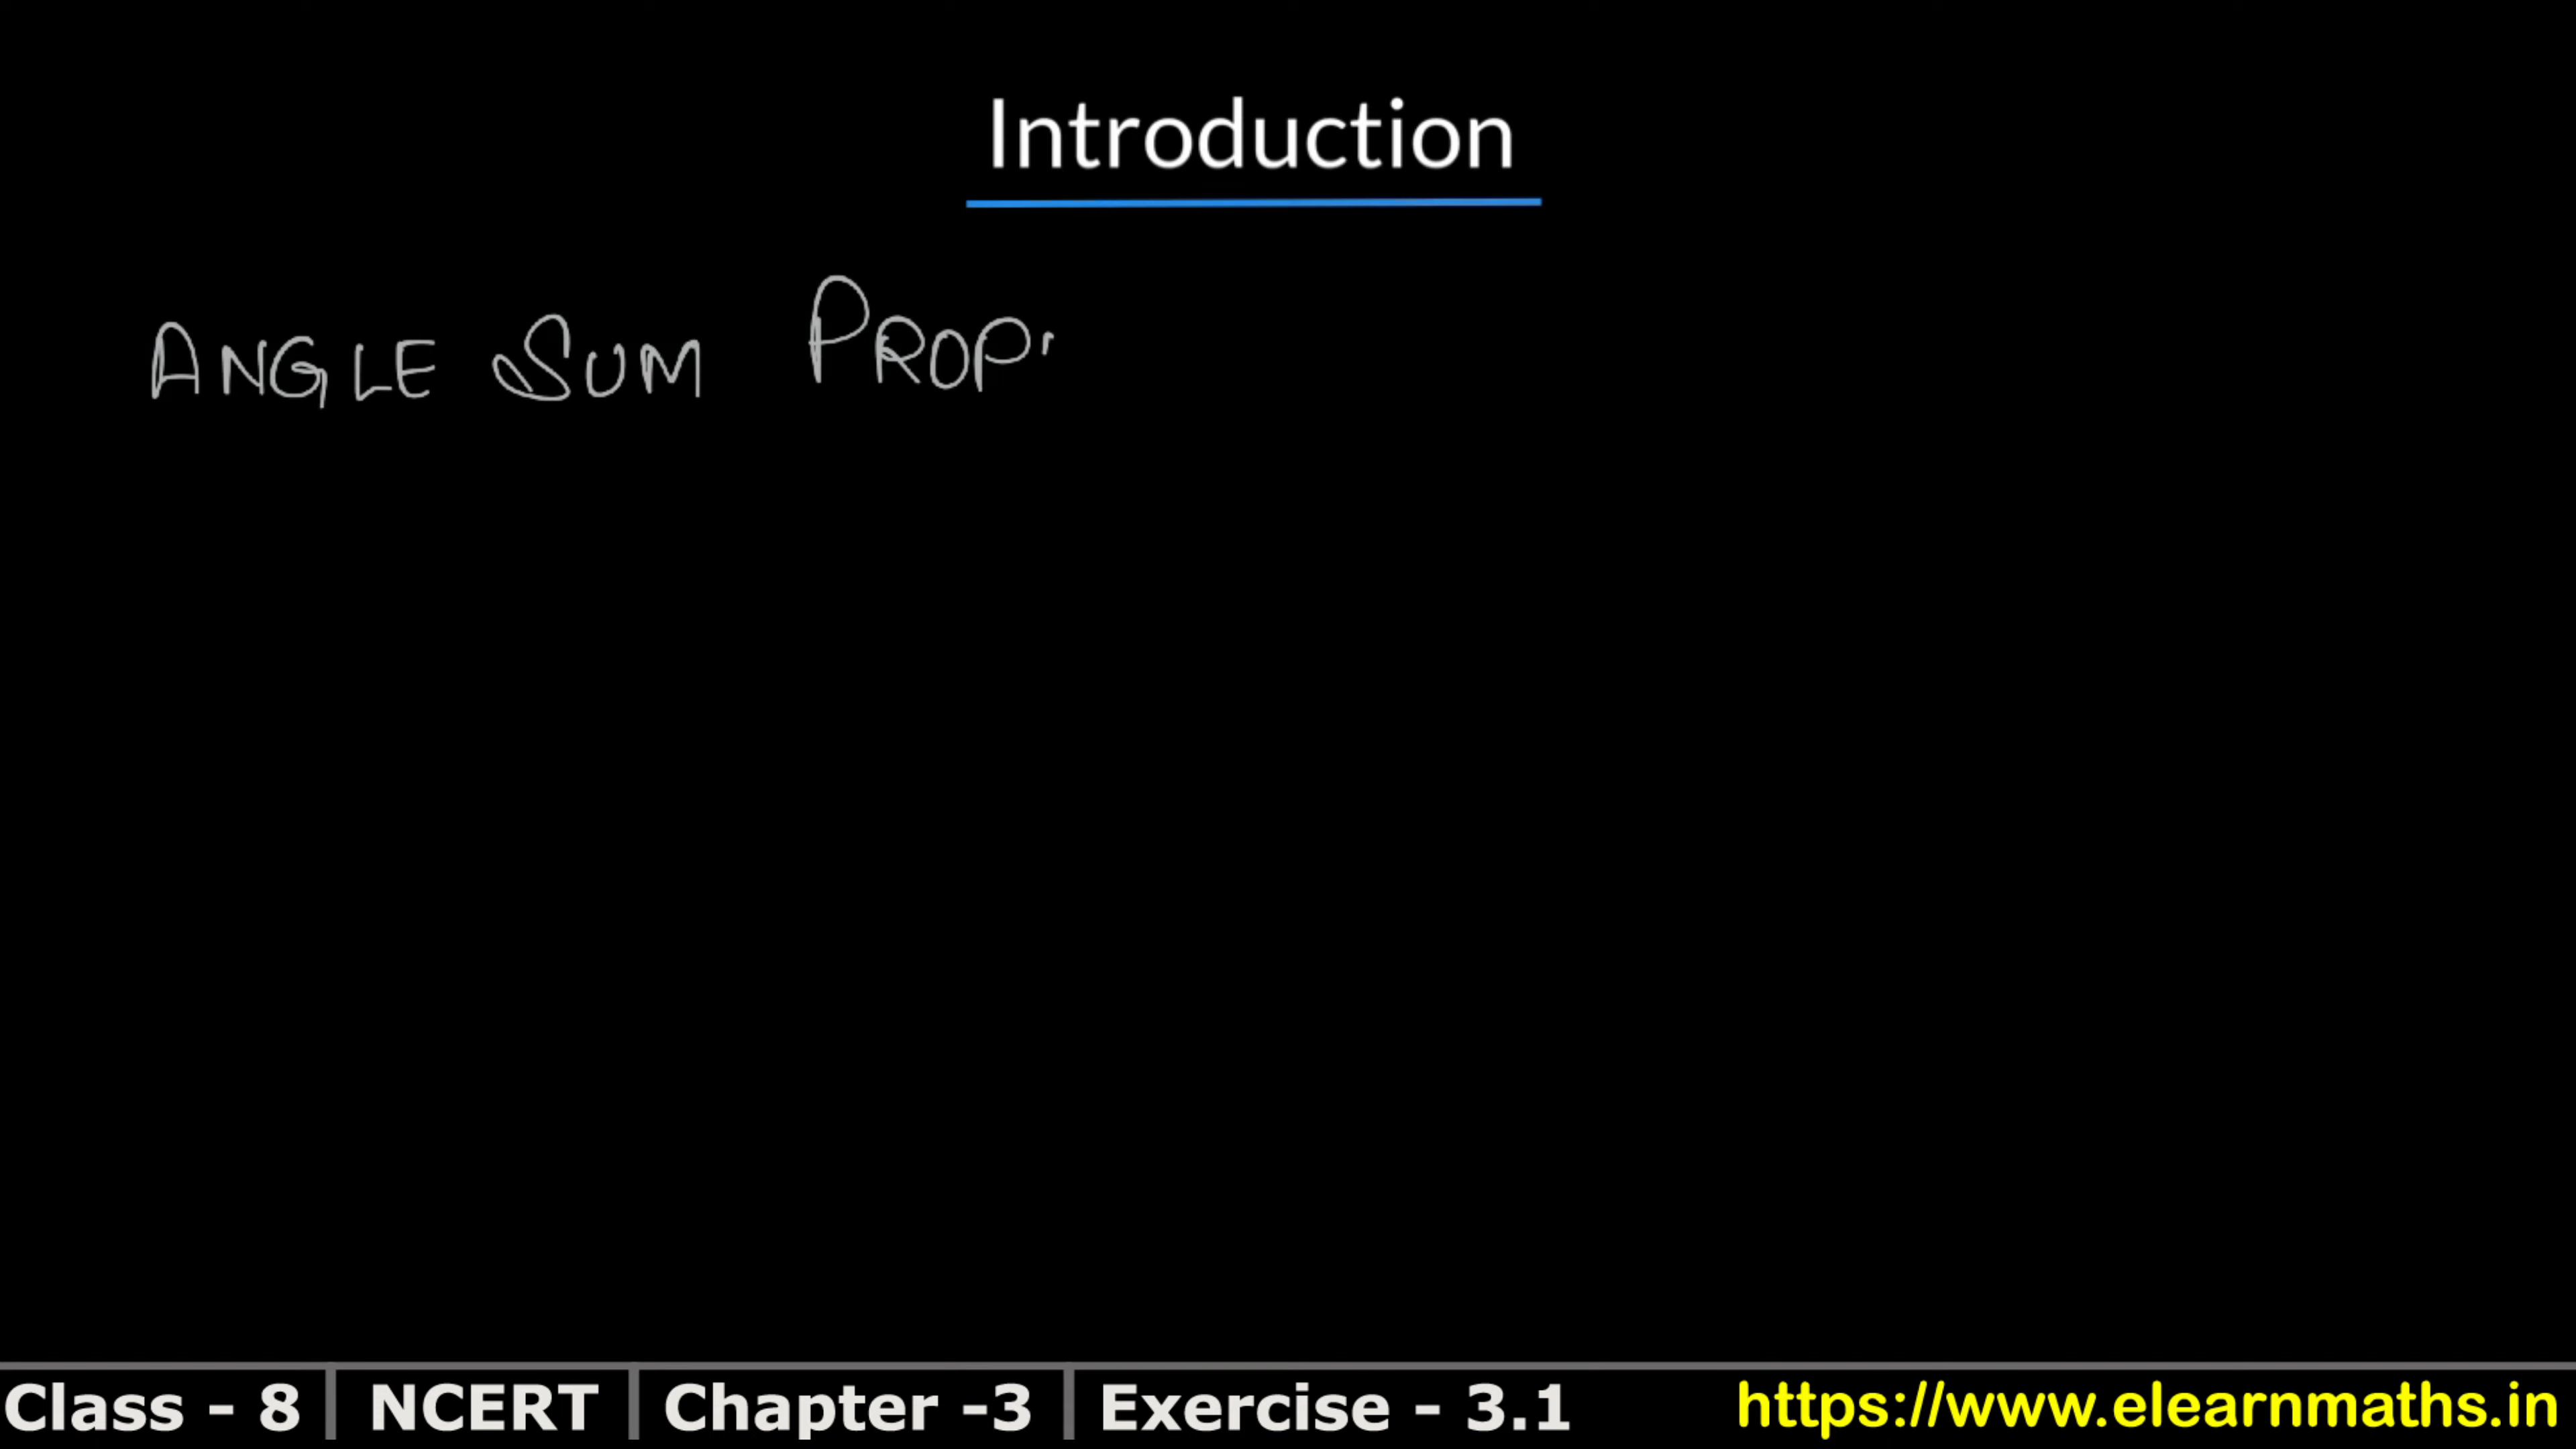 Introduction
ANGLE SUM PROP
Class - 8 NCERT Chapter -3 Exercise - 3.1 https://www.elearnmaths.in